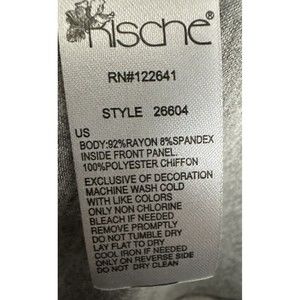 kische
RN#122641
STYLE 26604
US
BODY:92%RAYON 8%SPANDEX
INSIDE FRONT PANEL.
100%POLYESTER CHIFFON
EXCLUSIVE OF DECORATION
MACHINE WASH COLD
WITH LIKE COLORS
ONLY NON CHLORINE
BLEACH IF NEEDED
REMOVE PROMPTLY
DO NOT TUMBLE DRY
LAY FLAT TO DRY
COOL IRON IF NEEDED
ONLY ON REVERSE SIDE
DO NOT DRY CLEAN